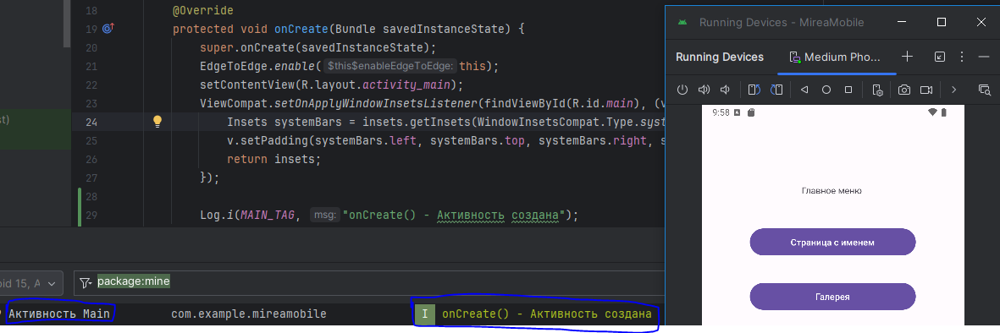 18 @Override
19 protected void onCreate(Bundle savedInstanceState) {
20 super.onCreate(savedInstanceState);
21 EdgeToEdge.enable( $this$enableEdgeToEdge: this);
22 setContentView(R.layout.activity_main);
23 ViewCompat.setOnApplyWindowInsetsListener(findViewById(R.id.main), (v
24 Insets systemBars = insets.getInsets(WindowInsetsCompat.Type.syst
25 v.setPadding(systemBars.left, systemBars.top, systemBars.right, s
26 return insets;
27 });
28
29 Log.i(MAIN_TAG, msg: "onCreate() - Активность создана");
st)
oid 15, A
package:mine
Активность Main com.example.mireamobile I onCreate() - Активность создана
Running Devices - MireaMobile
Running Devices Medium Pho...
9:58
Главное меню
Страница с именем
Галерея